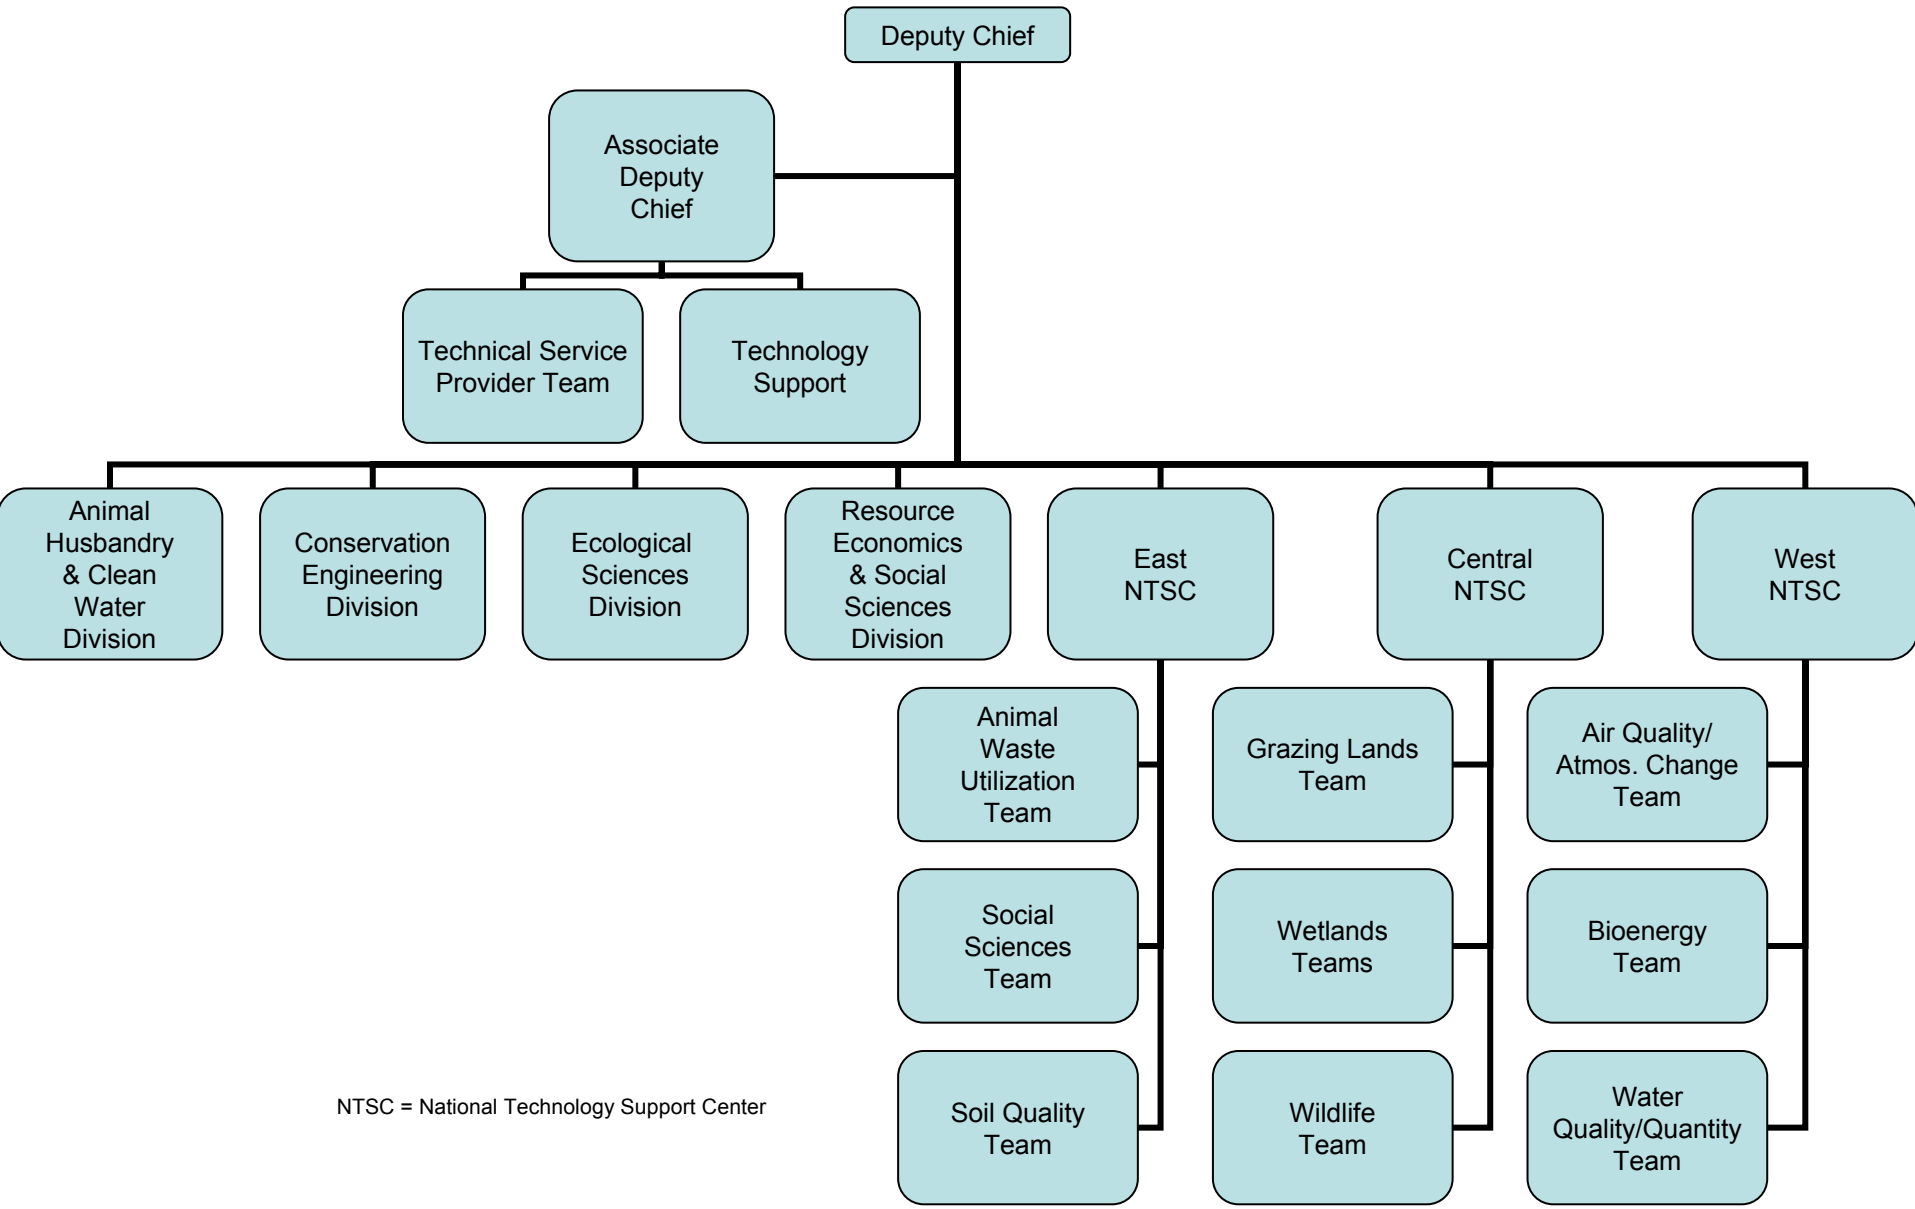 Deputy Chief
Associate
Deputy
Chief
Technical Service
Provider Team
Technology
Support
Animal
Husbandry
& Clean
Water
Division
Conservation
Engineering
Division
Ecological
Sciences
Division
Resource
Economics
& Social
Sciences
Division
East
NTSC
Central
NTSC
West
NTSC
Animal
Waste
Utilization
Team
Grazing Lands
Team
Air Quality/
Atmos. Change
Team
Social
Sciences
Team
Wetlands
Teams
Bioenergy
Team
Soil Quality
Team
Wildlife
Team
Water
Quality/Quantity
Team
NTSC = National Technology Support Center